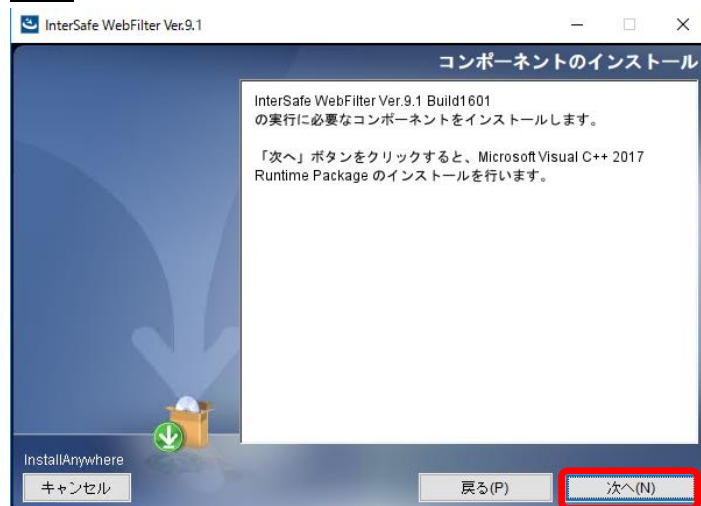 InterSafe WebFilter Ver.9.1
コンポーネントのインストール
InterSafe WebFilter Ver.9.1 Build1601
の実行に必要なコンポーネントをインストールします。
「次へ」ボタンをクリックすると、Microsoft Visual C++ 2017
Runtime Package のインストールを行います。
InstallAnywhere
キャンセル
戻る(P)
次へ(N)